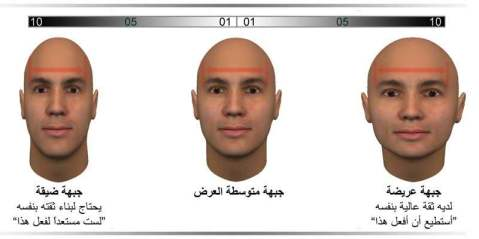 10 05 01 | 01 05 10
جبهة عريضة
لديه ثقة عالية بنفسه
"أستطيع أن أفعل هذا"
جبهة متوسطة العرض
جبهة ضيقة
يحتاج لبناء ثقته بنفسه
"لست مستعداً لفعل هذا"